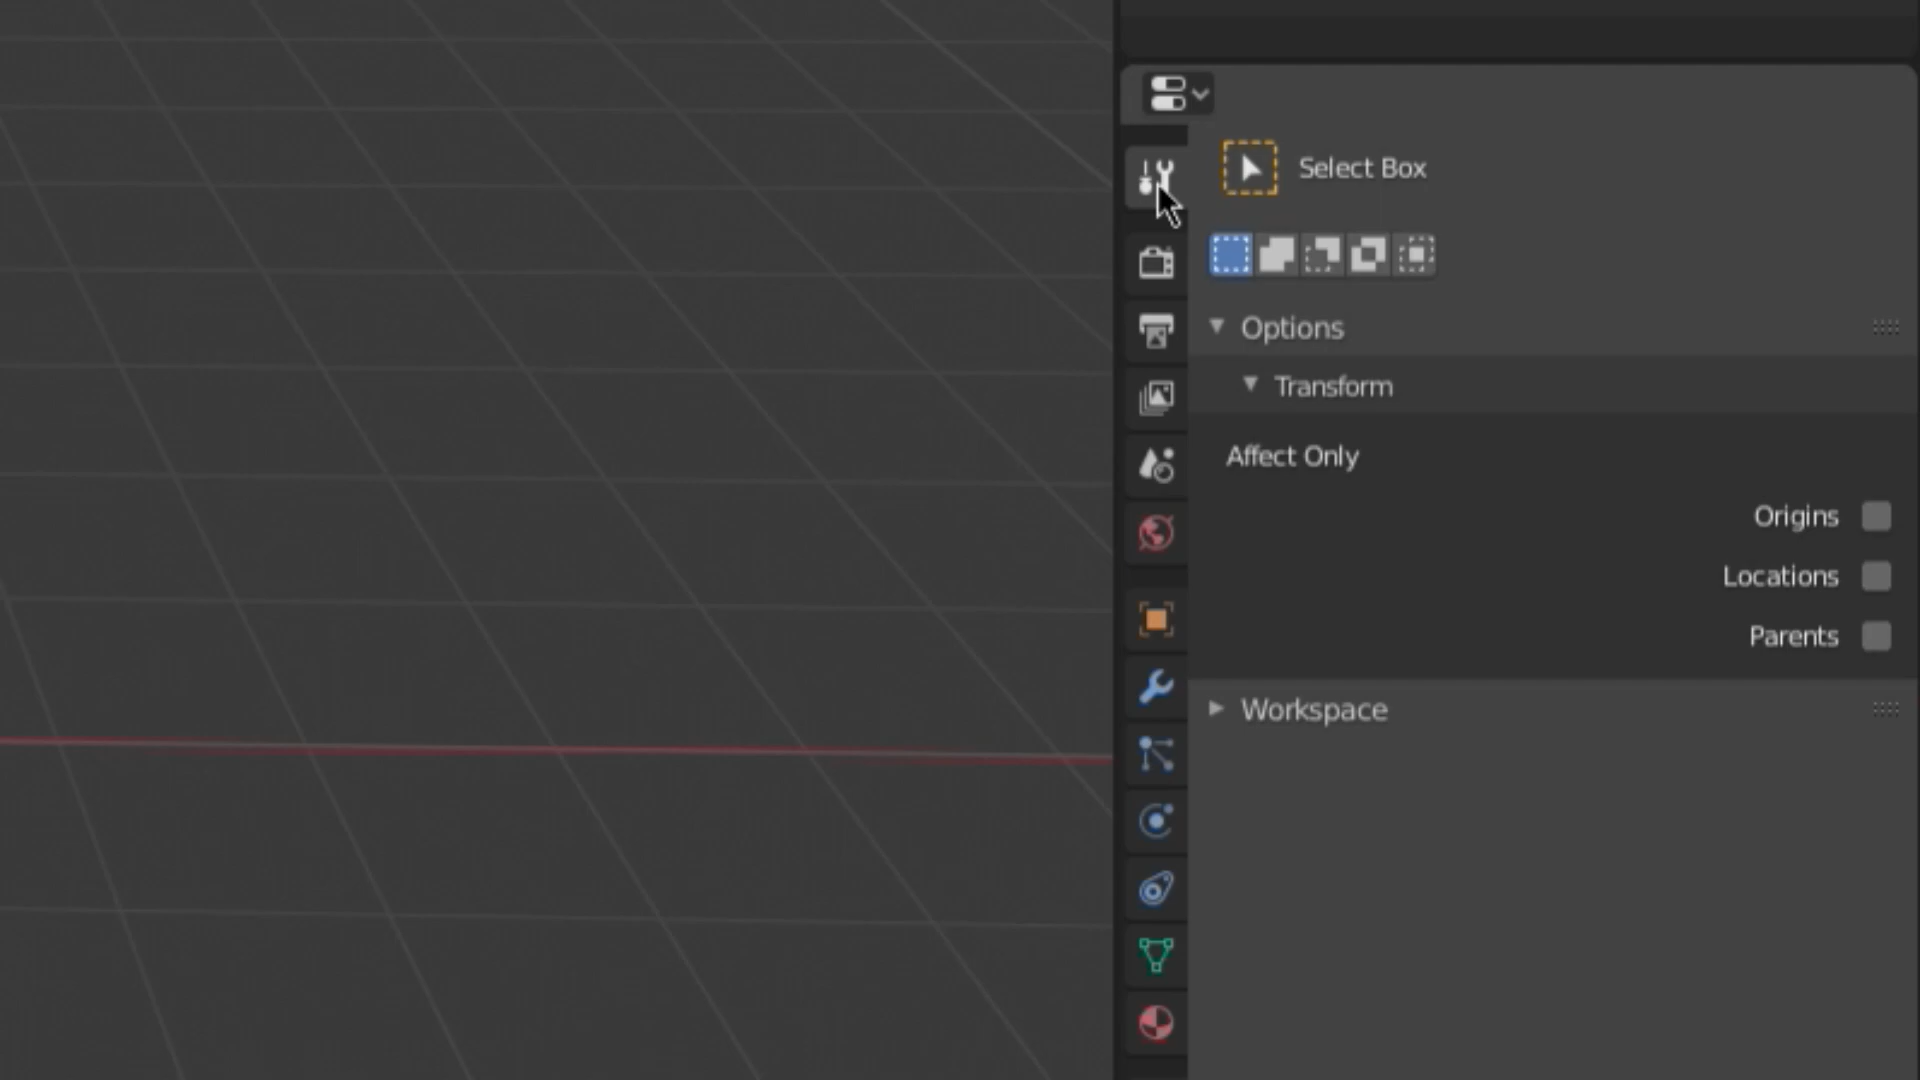 Select Box
Options
Transform
Affect Only
Origins
Locations
Parents
Workspace